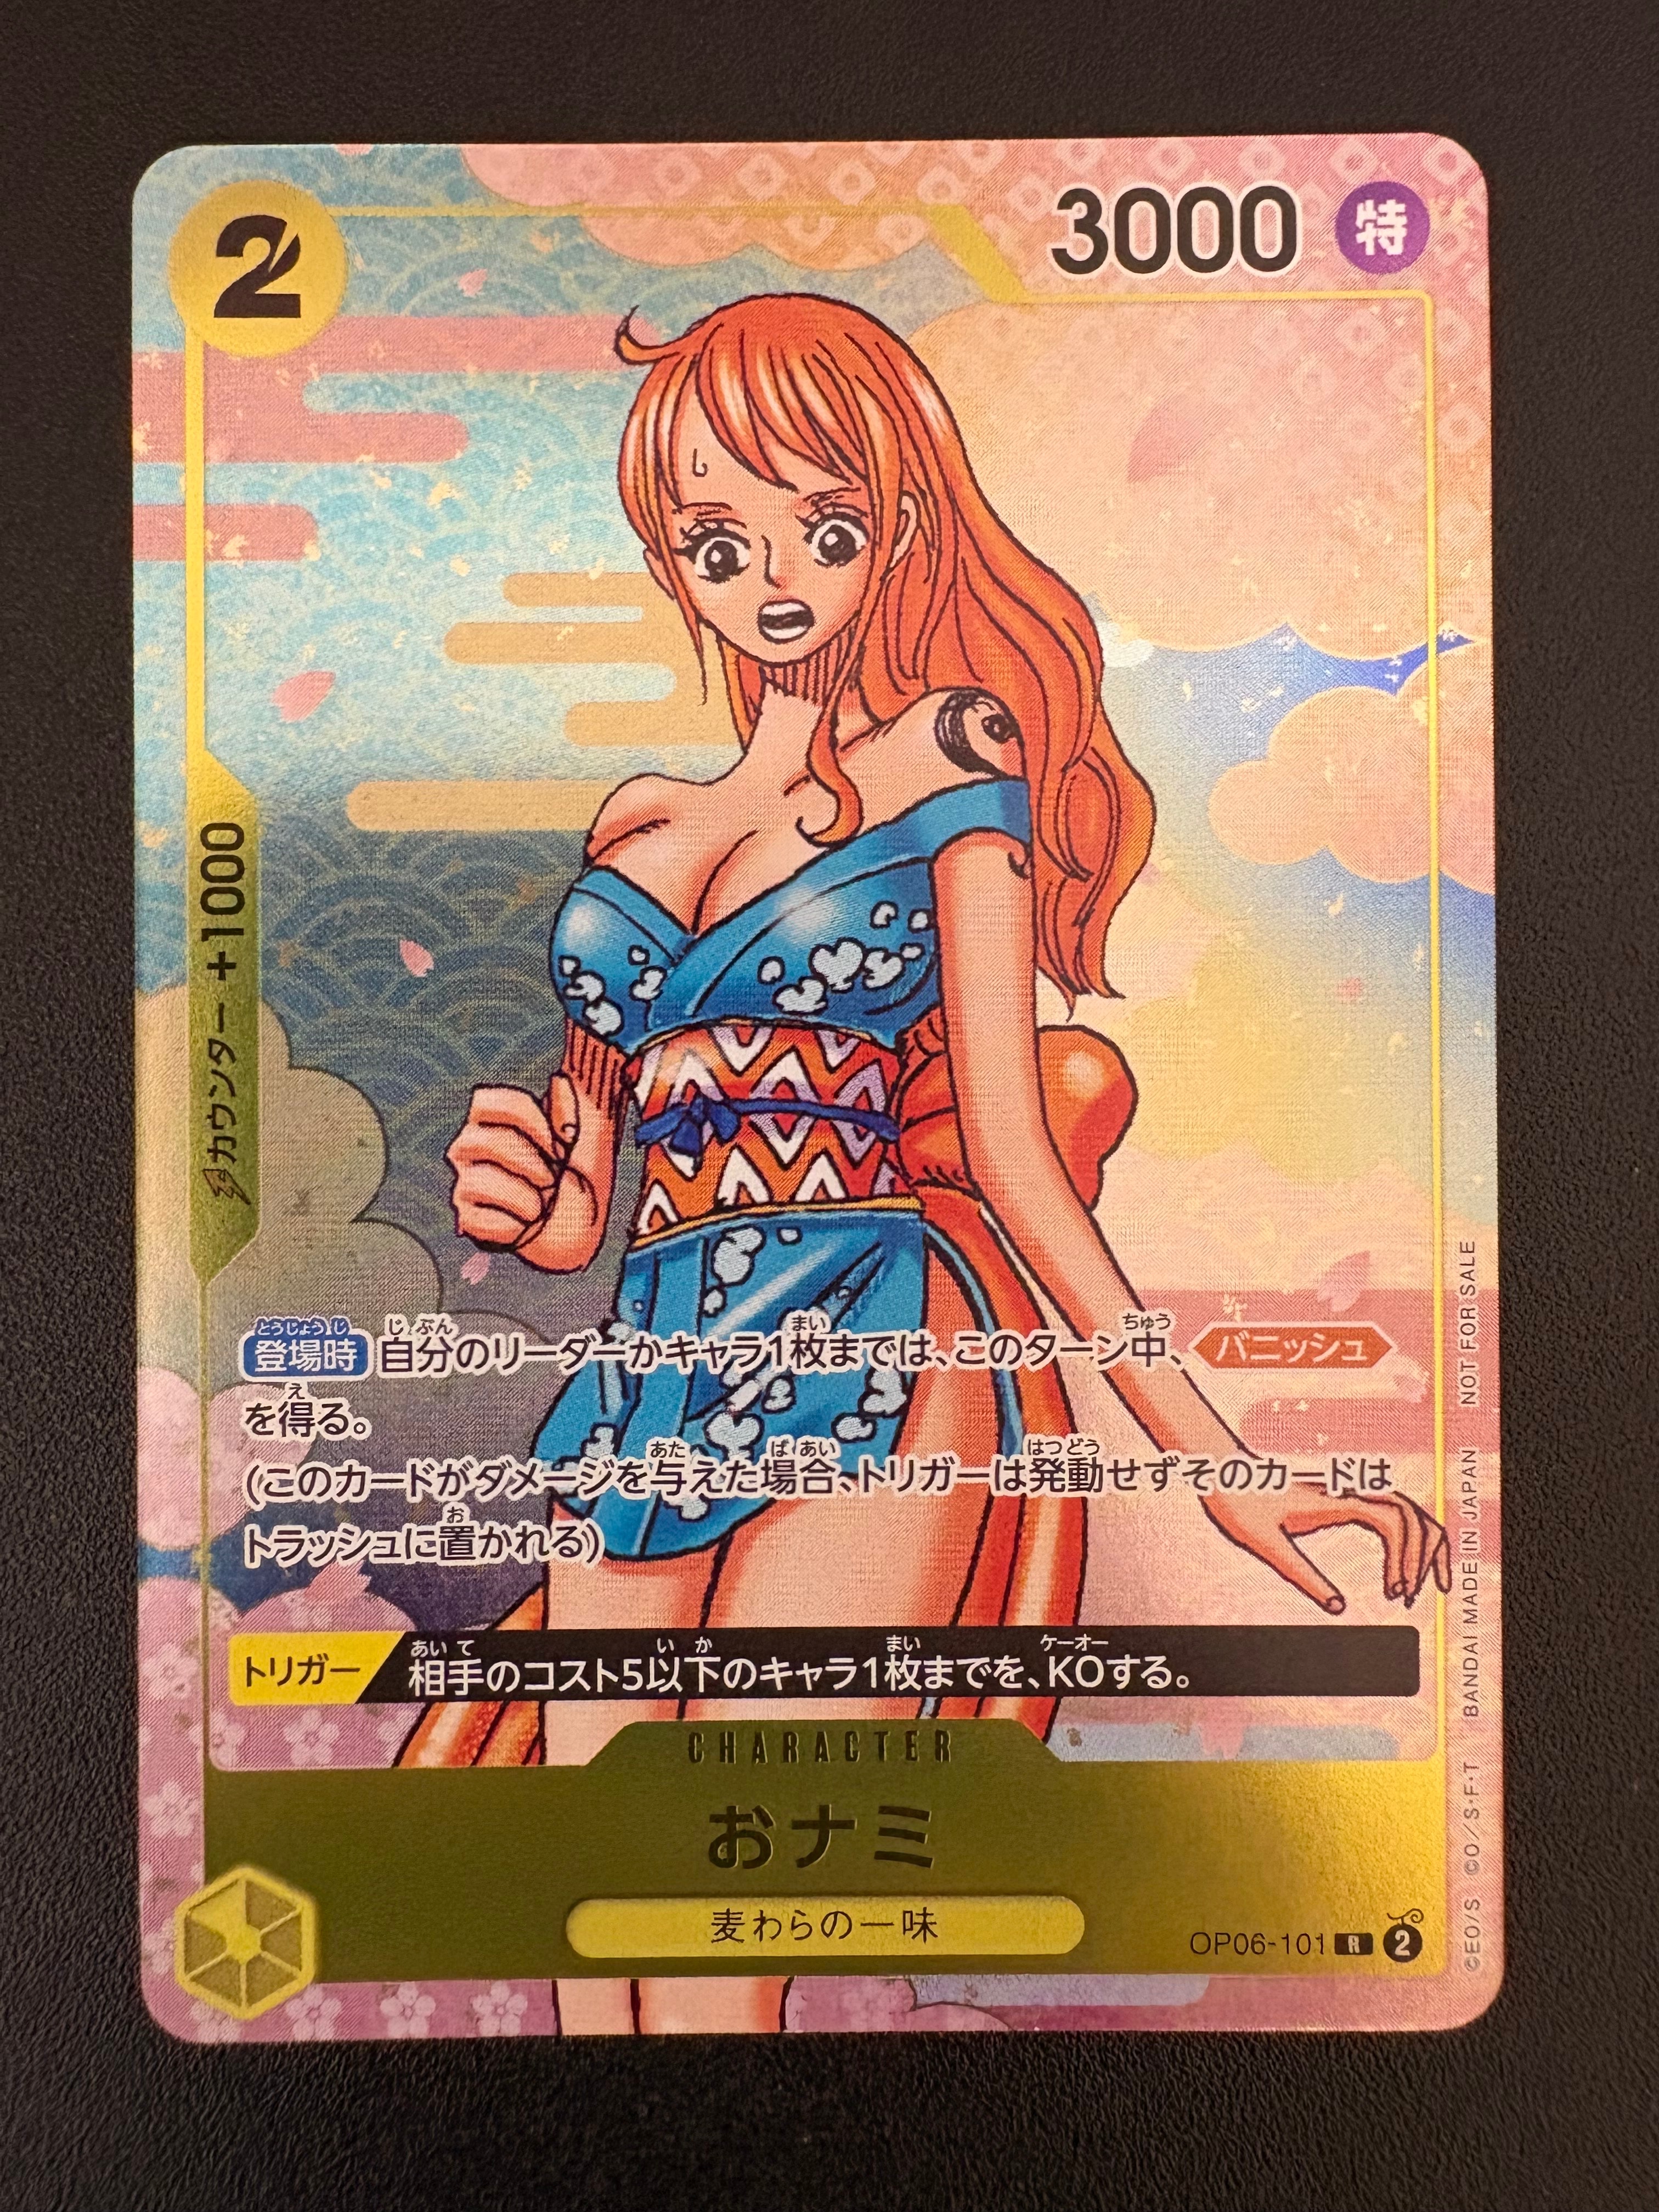 2
3000
特
カウンター +1000
登場時 自分のリーダーかキャラ1枚までは、このターン中、バニッシュ
を得る。
(このカードがダメージを与えた場合、トリガーは発動せずそのカードは
トラッシュに置かれる)
トリガー 相手のコスト5以下のキャラ1枚までを、KOする。
CHARACTER
おナミ
麦わらの一味
OP06-101 R 2
©EO/S ©O/S・F・T BANDAI MADE IN JAPAN NOT FOR SALE